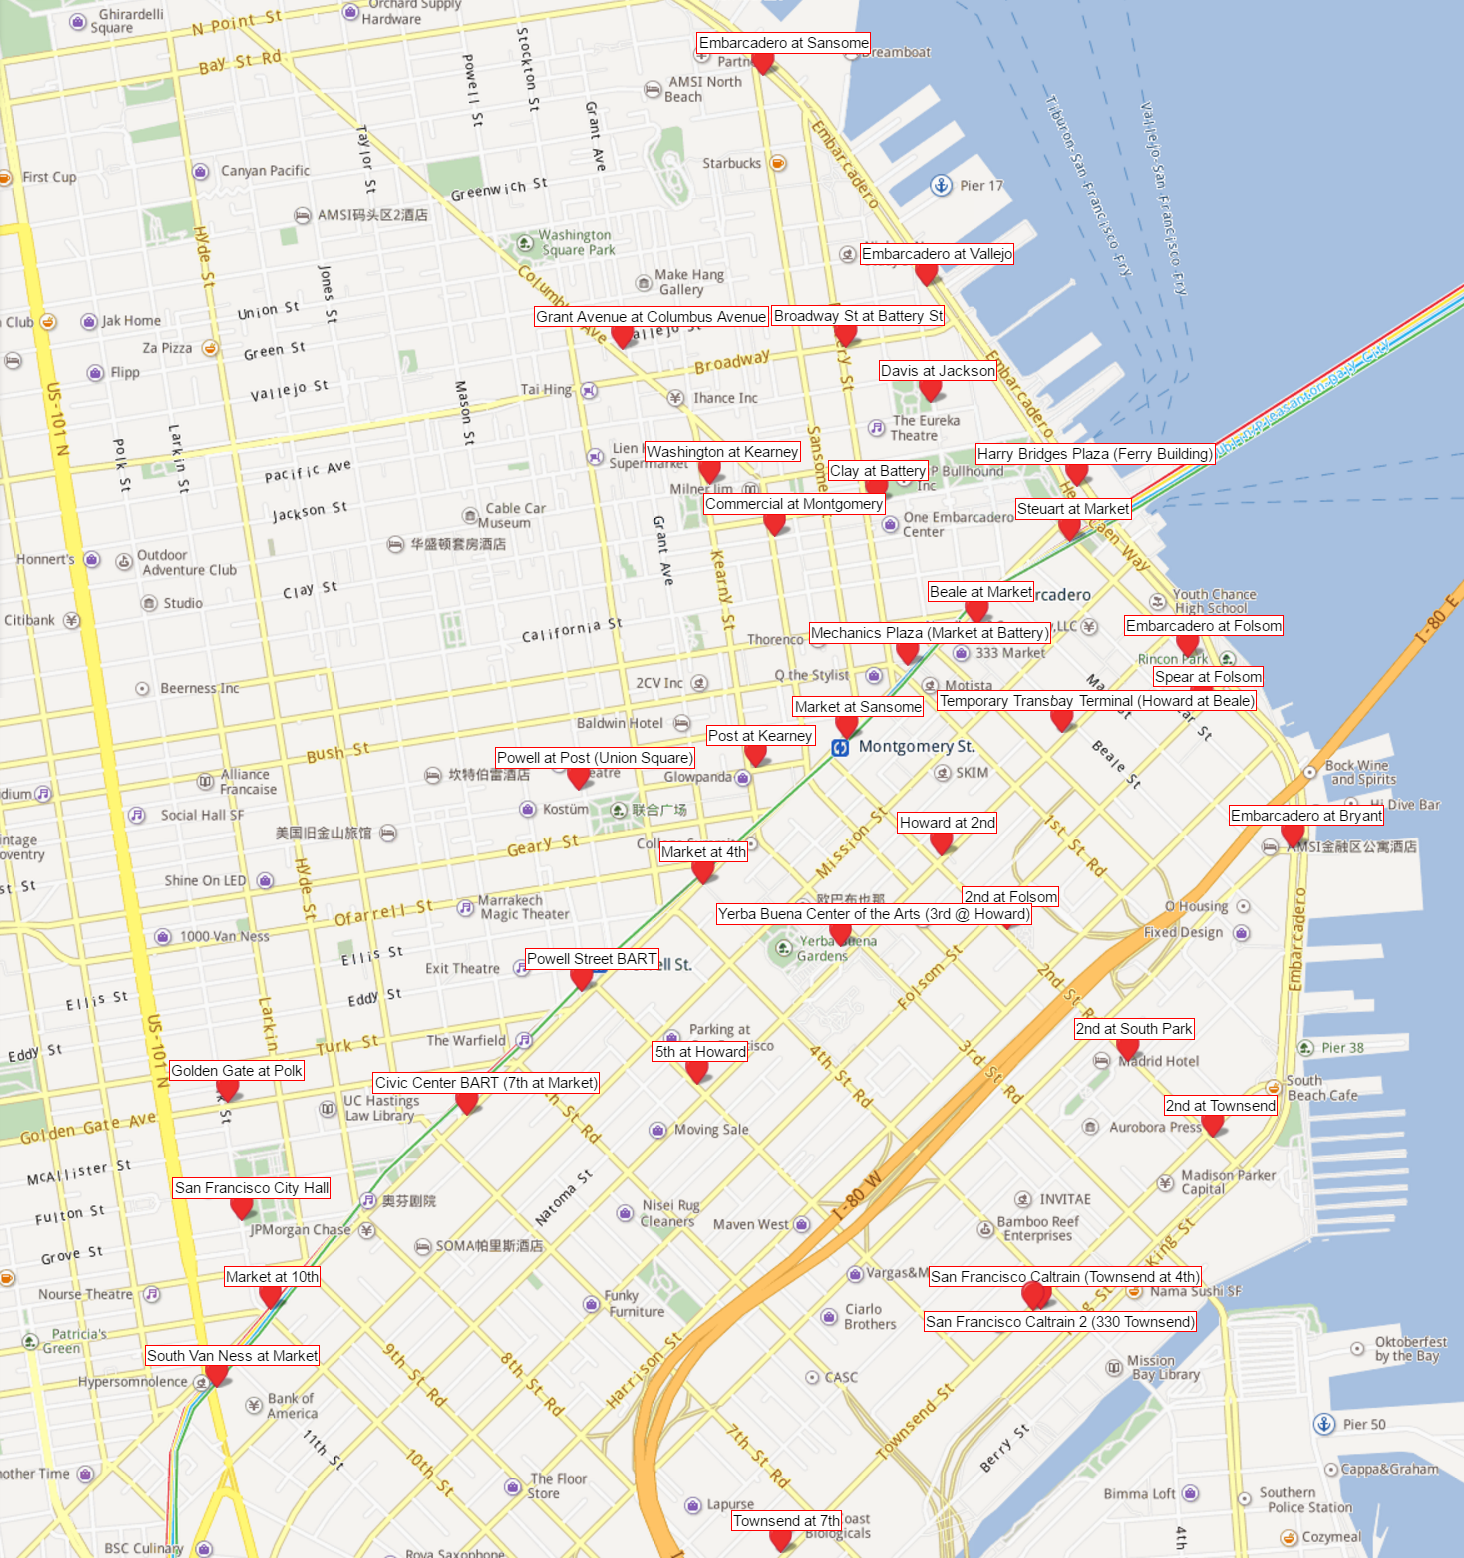 Ghirardelli
Square
N Point St
Orchard Supply
Hardware
Bay St Rd
Powell St
Stockton St
Grant Ave
Taylor St
Embarcadero at Sansome
Partn
Dreamboat
AMSI North
Beach
Embarcadero
Tiburon-San Francisco Fry
Vallejo-San Francisco Fry
First Cup
Canyan Pacific
Starbucks
Greenwich St
Pier 17
AMSI码头区2酒店
Hyde St
Washington
Square Park
Columbus Ave
Embarcadero at Vallejo
Jones St
Make Hang
Gallery
Union St
Grant Avenue at Columbus Avenue
Broadway St at Battery St
Club
Jak Home
Za Pizza
Green St
Broadway
Embarcadero
Flipp
Vallejo St
Tai Hing
Davis at Jackson
US-101 N
Mason St
Ihance Inc
The Eureka
Theatre
Polk St
Larkin St
Pacific Ave
Lien H
Supermarket
Washington at Kearney
Sansome
Clay at Battery
P Bullhound
Inc
Harry Bridges Plaza (Ferry Building)
Milner Jim
Jackson St
Cable Car
Museum
Commercial at Montgomery
Steuart at Market
One Embarcadero
Center
华盛顿套房酒店
Honnert's
Outdoor
Adventure Club
Grant Ave
Kearny St
Clay St
Studio
Beale at Market
rcadero
Youth Chance
High School
Citibank
California St
Thorenco
Mechanics Plaza (Market at Battery)
,LLC
Embarcadero at Folsom
333 Market
Rincon Park
Beerness Inc
2CV Inc
Q the Stylist
Motista
Spear at Folsom
Temporary Transbay Terminal (Howard at Beale)
Market at Sansome
Baldwin Hotel
Post at Kearney
Montgomery St.
Beale St
I-80 E
Bush St
Powell at Post (Union Square)
eatre
Glowpanda
SKIM
Bock Wine
and Spirits
Alliance
Francaise
坎特伯雷酒店
Kostüm
联合广场
dium
Social Hall SF
美国旧金山旅馆
Hi Dive Bar
Embarcadero at Bryant
Howard at 2nd
1st St Rd
intage
oventry
Geary St
Market at 4th
Mission St
AMSI金融区公寓酒店
Shine On LED
Hyde St
Ofarrell St
Marrakech
Magic Theater
欧巴布也那
2nd at Folsom
O Housing
Yerba Buena Center of the Arts (3rd @ Howard)
1000 Van Ness
Fixed Design
Yerba Buena
Gardens
Embarcadero
Ellis St
Exit Theatre
Powell Street BART
ll St.
Folsom St
2nd St R
Eddy St
Ellis St
Larkin
US-101 N
Turk St
The Warfield
Parking at
cisco
2nd at South Park
Pier 38
Eddy St
5th at Howard
4th St Rd
3rd St Rd
Madrid Hotel
Golden Gate at Polk
Civic Center BART (7th at Market)
South
Beach Cafe
UC Hastings
Law Library
2nd at Townsend
Golden Gate Ave
Moving Sale
Aurobora Press
McAllister St
San Francisco City Hall
Natoma St
I-80 W
Madison Parker
Capital
Fulton St
奥芬剧院
Nisei Rug
Cleaners
INVITAE
Maven West
Bamboo Reef
Enterprises
JPMorgan Chase
Grove St
SOMA帕里斯酒店
King St
Market at 10th
Vargas&M
San Francisco Caltrain (Townsend at 4th)
Nourse Theatre
Funky
Furniture
Ciarlo
Brothers
Nama Sushi SF
San Francisco Caltrain 2 (330 Townsend)
Patricia's
Green
South Van Ness at Market
Harrison St
Oktoberfest
by the Bay
Hypersomnolence
9th St Rd
8th St Rd
CASC
Mission
Bay Library
Bank of
America
Townsend St
Pier 50
11th St
10th St
7th St Rd
Berry St
nother Time
Cappa&Graham
The Floor
Store
Bimma Loft
Southern
Police Station
Lapurse
Townsend at 7th
oast
Biologicals
4th
Cozymeal
BSC Culinary
Roya Saxophone